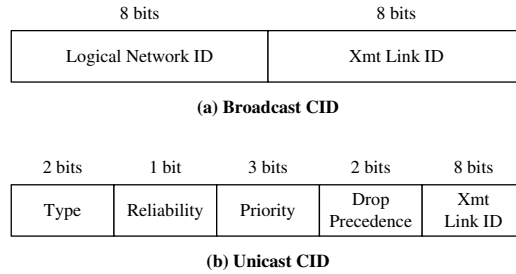 8 bits 8 bits
Logical Network ID Xmt Link ID
(a) Broadcast CID
2 bits 1 bit 3 bits 2 bits 8 bits
Type Reliability Priority Drop Precedence Xmt Link ID
(b) Unicast CID